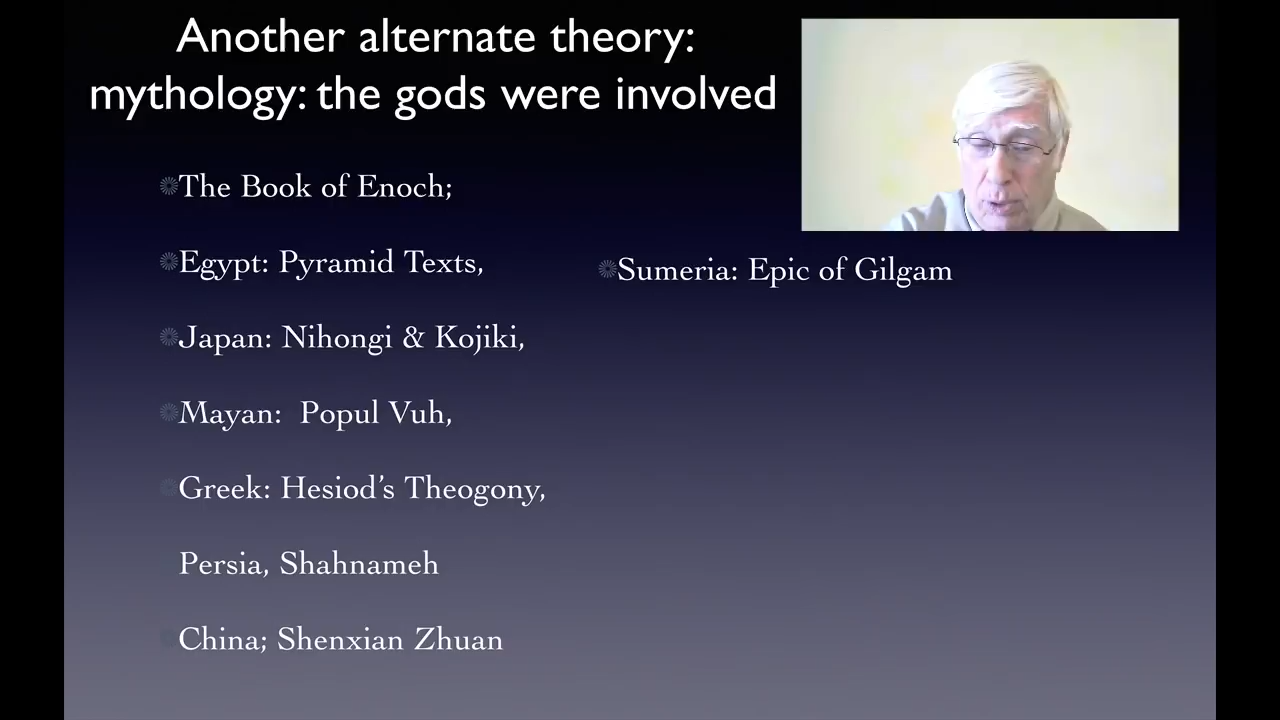 Another alternate theory:
mythology: the gods were involved
The Book of Enoch;
Egypt: Pyramid Texts,
Japan: Nihongi & Kojiki,
Mayan:  Popul Vuh,
Greek: Hesiod’s Theogony,
Persia, Shahnameh
China; Shenxian Zhuan
Sumeria: Epic of Gilgam